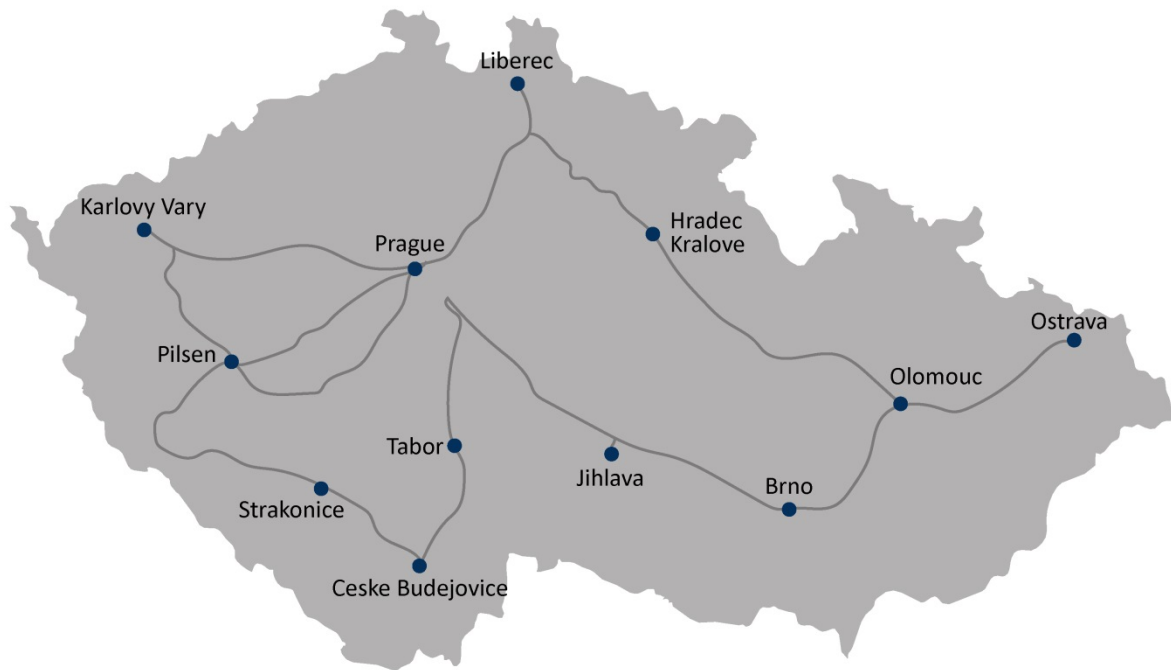 Liberec
Karlovy Vary
Hradec
Kralove
Prague
Ostrava
Pilsen
Olomouc
Tabor
Jihlava
Brno
Strakonice
Ceske Budejovice